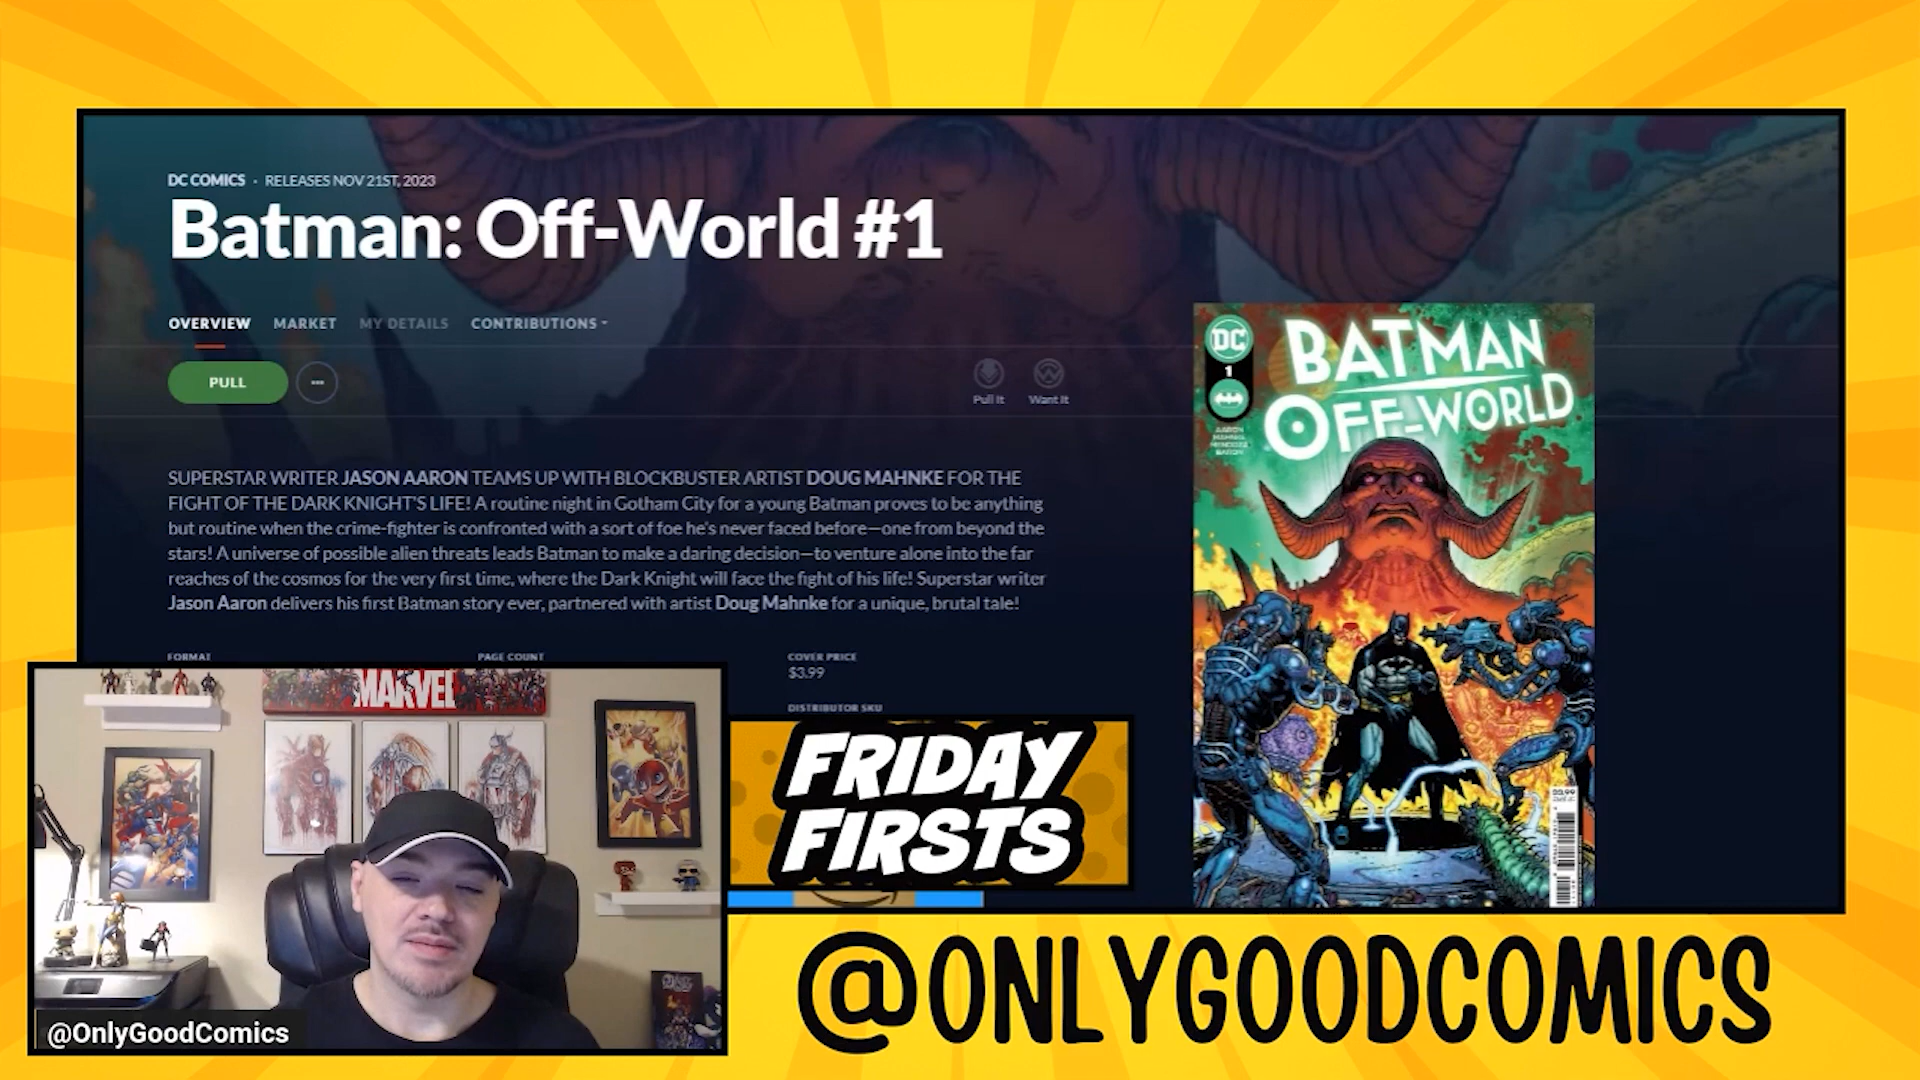 DC COMICS · RELEASES NOV 21ST, 2023
Batman: Off-World #1
OVERVIEW MARKET MY DETAILS CONTRIBUTIONS
PULL
Pull It Want It
SUPERSTAR WRITER JASON AARON TEAMS UP WITH BLOCKBUSTER ARTIST DOUG MAHNKE FOR THE
FIGHT OF THE DARK KNIGHT'S LIFE! A routine night in Gotham City for a young Batman proves to be anything
but routine when the crime-fighter is confronted with a sort of foe he's never faced before—one from beyond the
stars! A universe of possible alien threats leads Batman to make a daring decision—to venture alone into the far
reaches of the cosmos for the very first time, where the Dark Knight will face the fight of his life! Superstar writer
Jason Aaron delivers his first Batman story ever, partnered with artist Doug Mahnke for a unique, brutal tale!
FORMAT PAGE COUNT COVER PRICE
$3.99
DISTRIBUTOR SKU
DC
1
BATMAN
OFF-WORLD
AARON
MAHNKE
MENDOZA
BARON
$3.99
MARVEL
FRIDAY
FIRSTS
@OnlyGoodComics
@ONLYGOODCOMICS